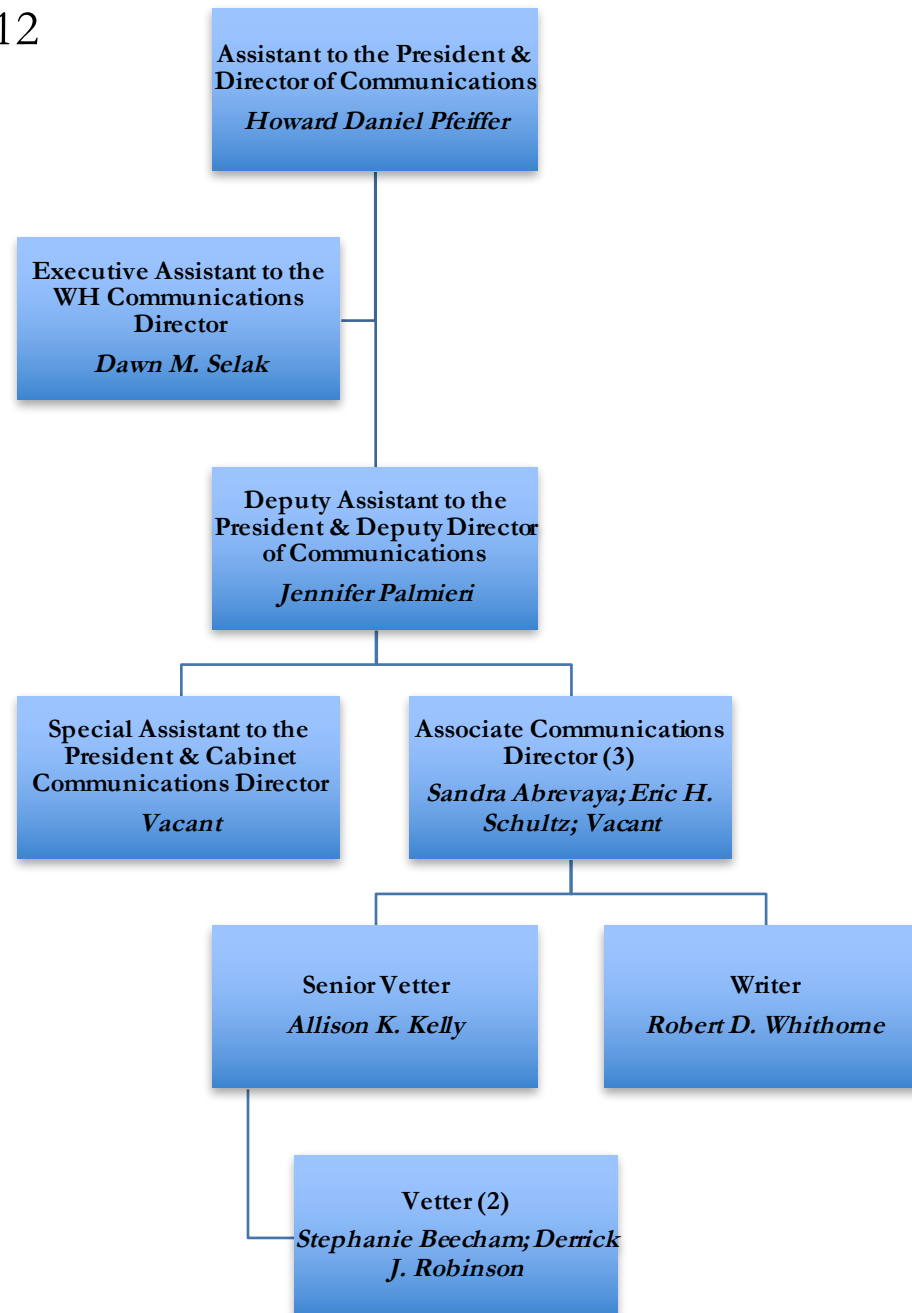 12
Assistant to the President &
Director of Communications
Howard Daniel Pfeiffer
Executive Assistant to the
WH Communications
Director
Dawn M. Selak
Deputy Assistant to the
President & Deputy Director
of Communications
Jennifer Palmieri
Special Assistant to the
President & Cabinet
Communications Director
Vacant
Associate Communications
Director (3)
Sandra Abrevaya; Eric H.
Schultz; Vacant
Senior Vetter
Allison K. Kelly
Writer
Robert D. Whithorne
Vetter (2)
Stephanie Beecham; Derrick
J. Robinson